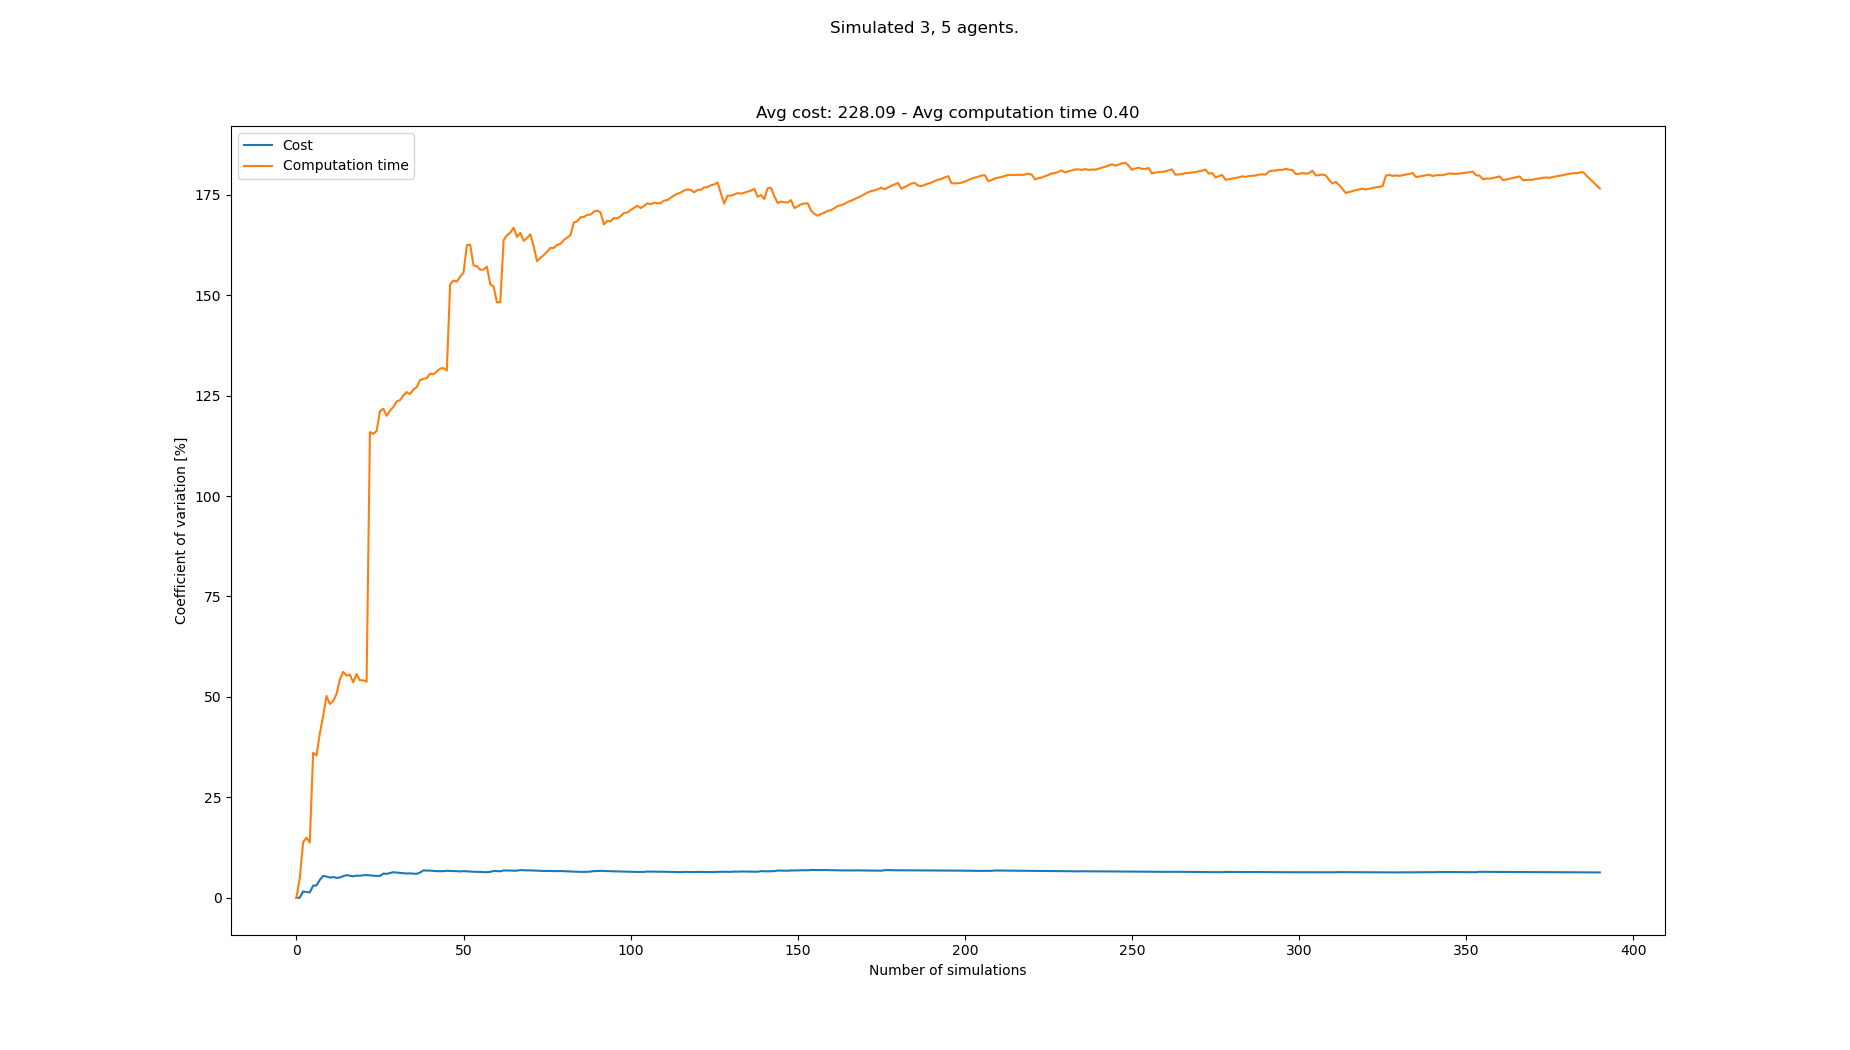 Simulated 3, 5 agents.
Avg cost: 228.09 - Avg computation time 0.40
Cost
Computation time
175
150
125
100
75
50
25
0
Coefficient of variation [%]
0 50 100 150 200 250 300 350 400
Number of simulations